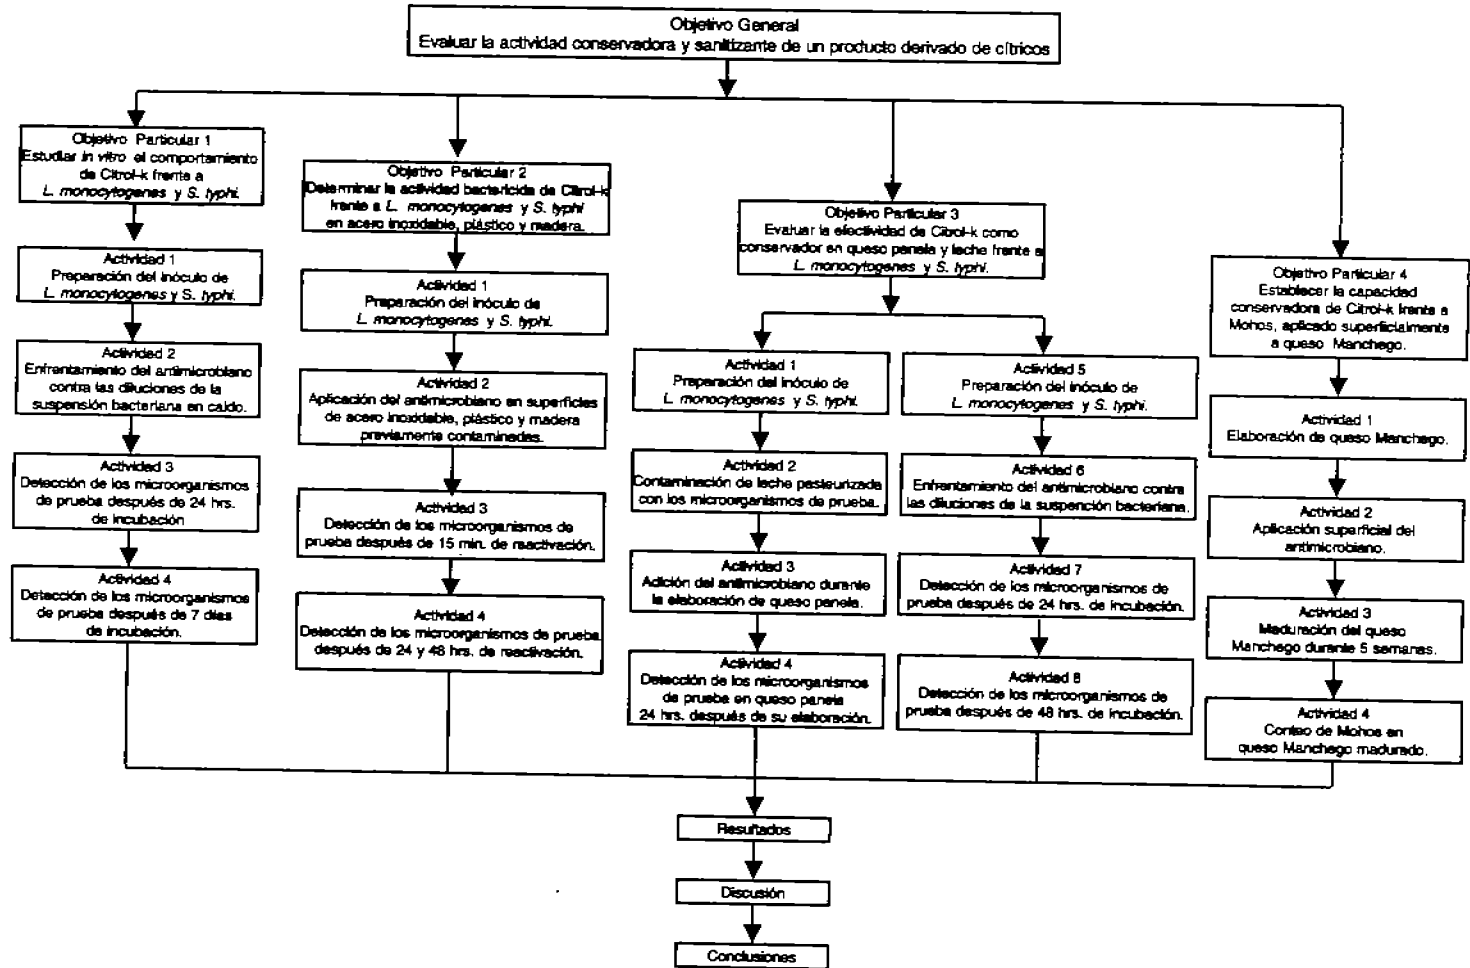 Objetivo General
Evaluar la actividad conservadora y sanitizante de un producto derivado de cítricos
Objetivo Particular 1
Estudiar in vitro el comportamiento
de Citrol-k frente a
L. monocytogenes y S. typhi.
Actividad 1
Preparación del inóculo de
L. monocytogenes y S. typhi.
Actividad 2
Enfrentamiento del antimicrobiano
contra las diluciones de la
suspensión bacteriana en caldo.
Actividad 3
Detección de los microorganismos
de prueba después de 24 hrs.
de incubación
Actividad 4
Detección de los microorganismos
de prueba después de 7 días
de incubación.
Objetivo Particular 2
Determinar la actividad bactericida de Citrol-k
frente a L. monocytogenes y S. typhi
en acero inoxidable, plástico y madera.
Actividad 1
Preparación del inóculo de
L. monocytogenes y S. typhi.
Actividad 2
Aplicación del antimicrobiano en superficies
de acero inoxidable, plástico y madera
previamente contaminadas.
Actividad 3
Detección de los microorganismos de
prueba después de 15 min. de reactivación.
Actividad 4
Detección de los microorganismos de prueba
después de 24 y 48 hrs. de reactivación.
Objetivo Particular 3
Evaluar la efectividad de Citrol-k como
conservador en queso panela y leche frente a
L. monocytogenes y S. typhi.
Actividad 1
Preparación del inóculo de
L. monocytogenes y S. typhi.
Actividad 2
Contaminación de leche pasteurizada
con los microorganismos de prueba.
Actividad 3
Adición del antimicrobiano durante
la elaboración de queso panela.
Actividad 4
Detección de los microorganismos
de prueba en queso panela
24 hrs. después de su elaboración.
Actividad 5
Preparación del inóculo de
L. monocytogenes y S. typhi.
Actividad 6
Enfrentamiento del antimicrobiano contra
las diluciones de la suspención bacteriana.
Actividad 7
Detección de los microorganismos de
prueba después de 24 hrs. de incubación.
Actividad 8
Detección de los microorganismos de
prueba después de 48 hrs. de incubación.
Objetivo Particular 4
Establecer la capacidad
conservadora de Citrol-k frente a
Mohos, aplicado superficialmente
a queso Manchego.
Actividad 1
Elaboración de queso Manchego.
Actividad 2
Aplicación superficial del
antimicrobiano.
Actividad 3
Maduración del queso
Manchego durante 5 semanas.
Actividad 4
Conteo de Mohos en
queso Manchego madurado.
Resultados
Discusión
Conclusiones